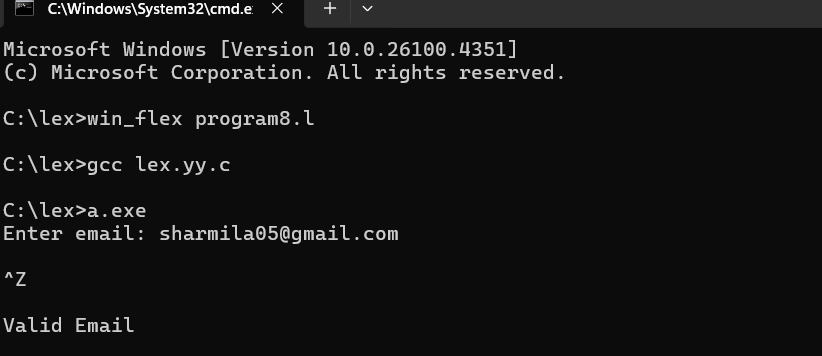 C:\Windows\System32\cmd.e
Microsoft Windows [Version 10.0.26100.4351]
(c) Microsoft Corporation. All rights reserved.
C:\lex>win_flex program8.l
C:\lex>gcc lex.yy.c
C:\lex>a.exe
Enter email: sharmila05@gmail.com
^Z
Valid Email